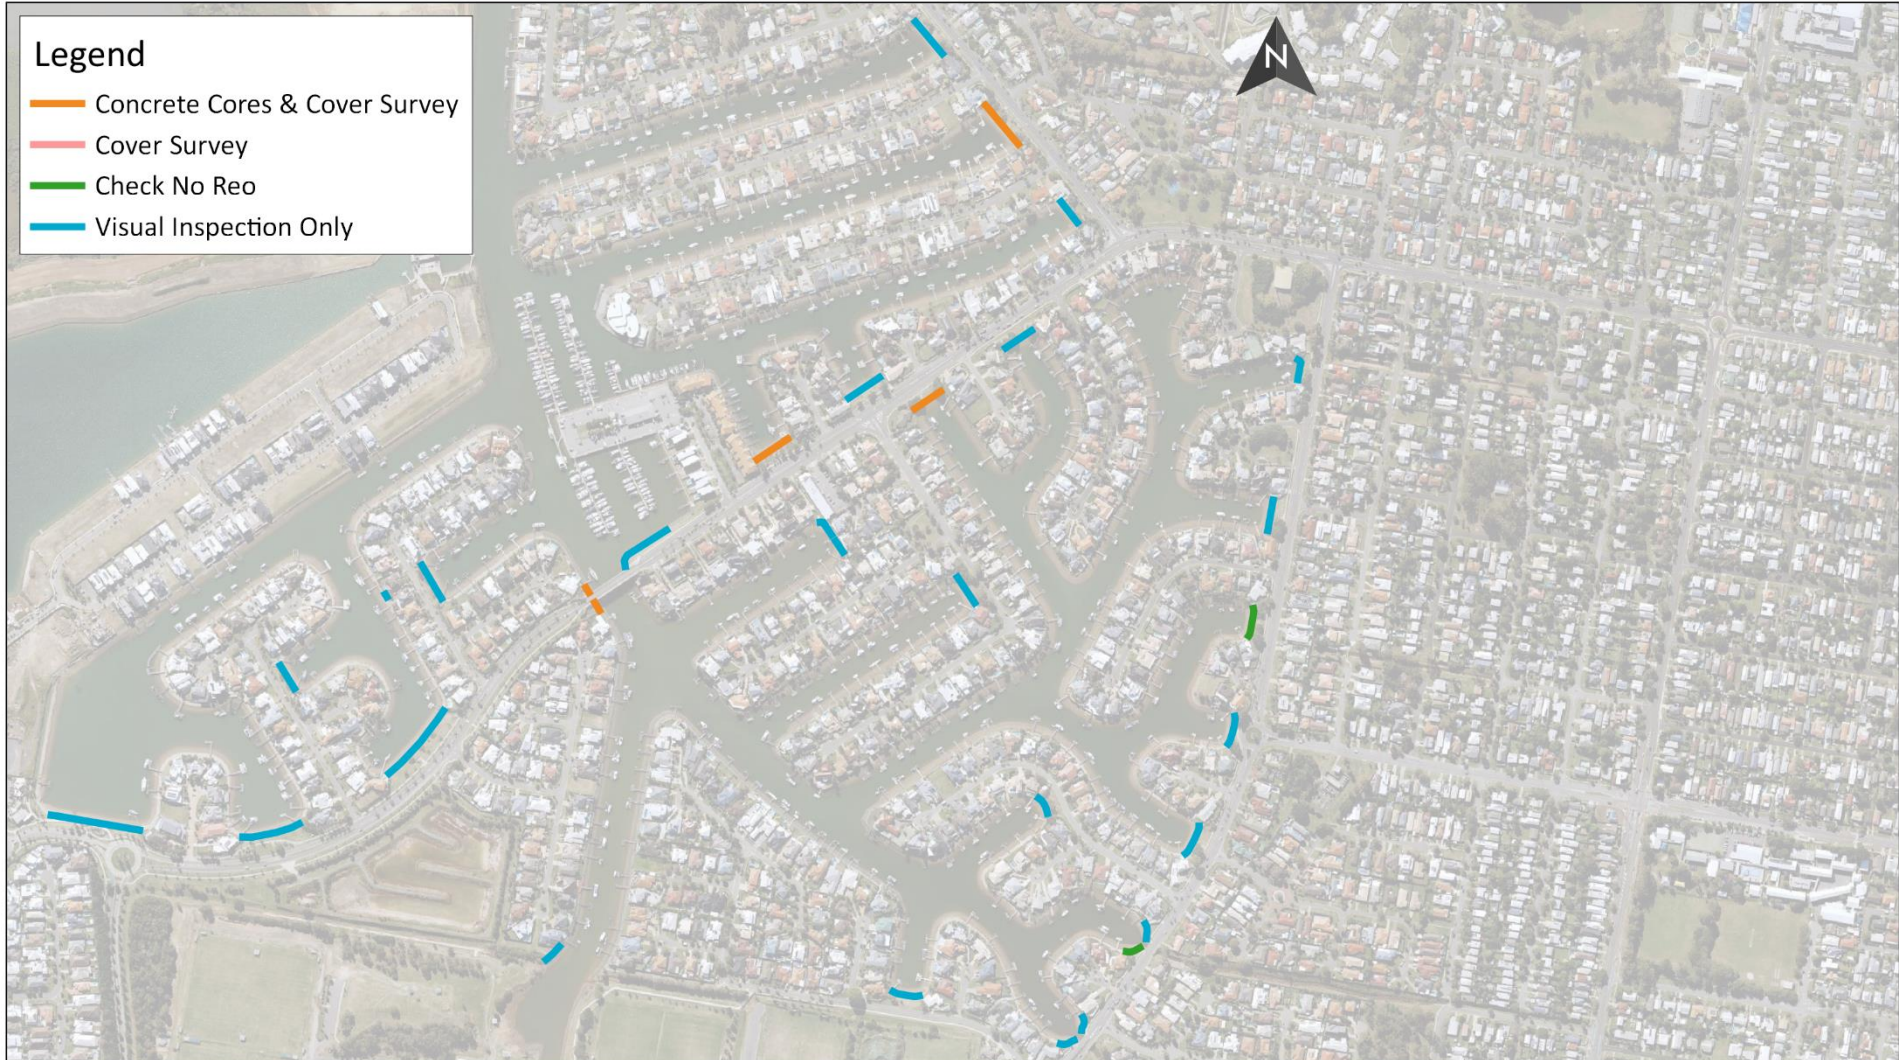 Legend
Concrete Cores & Cover Survey
Cover Survey
Check No Reo
Visual Inspection Only
N